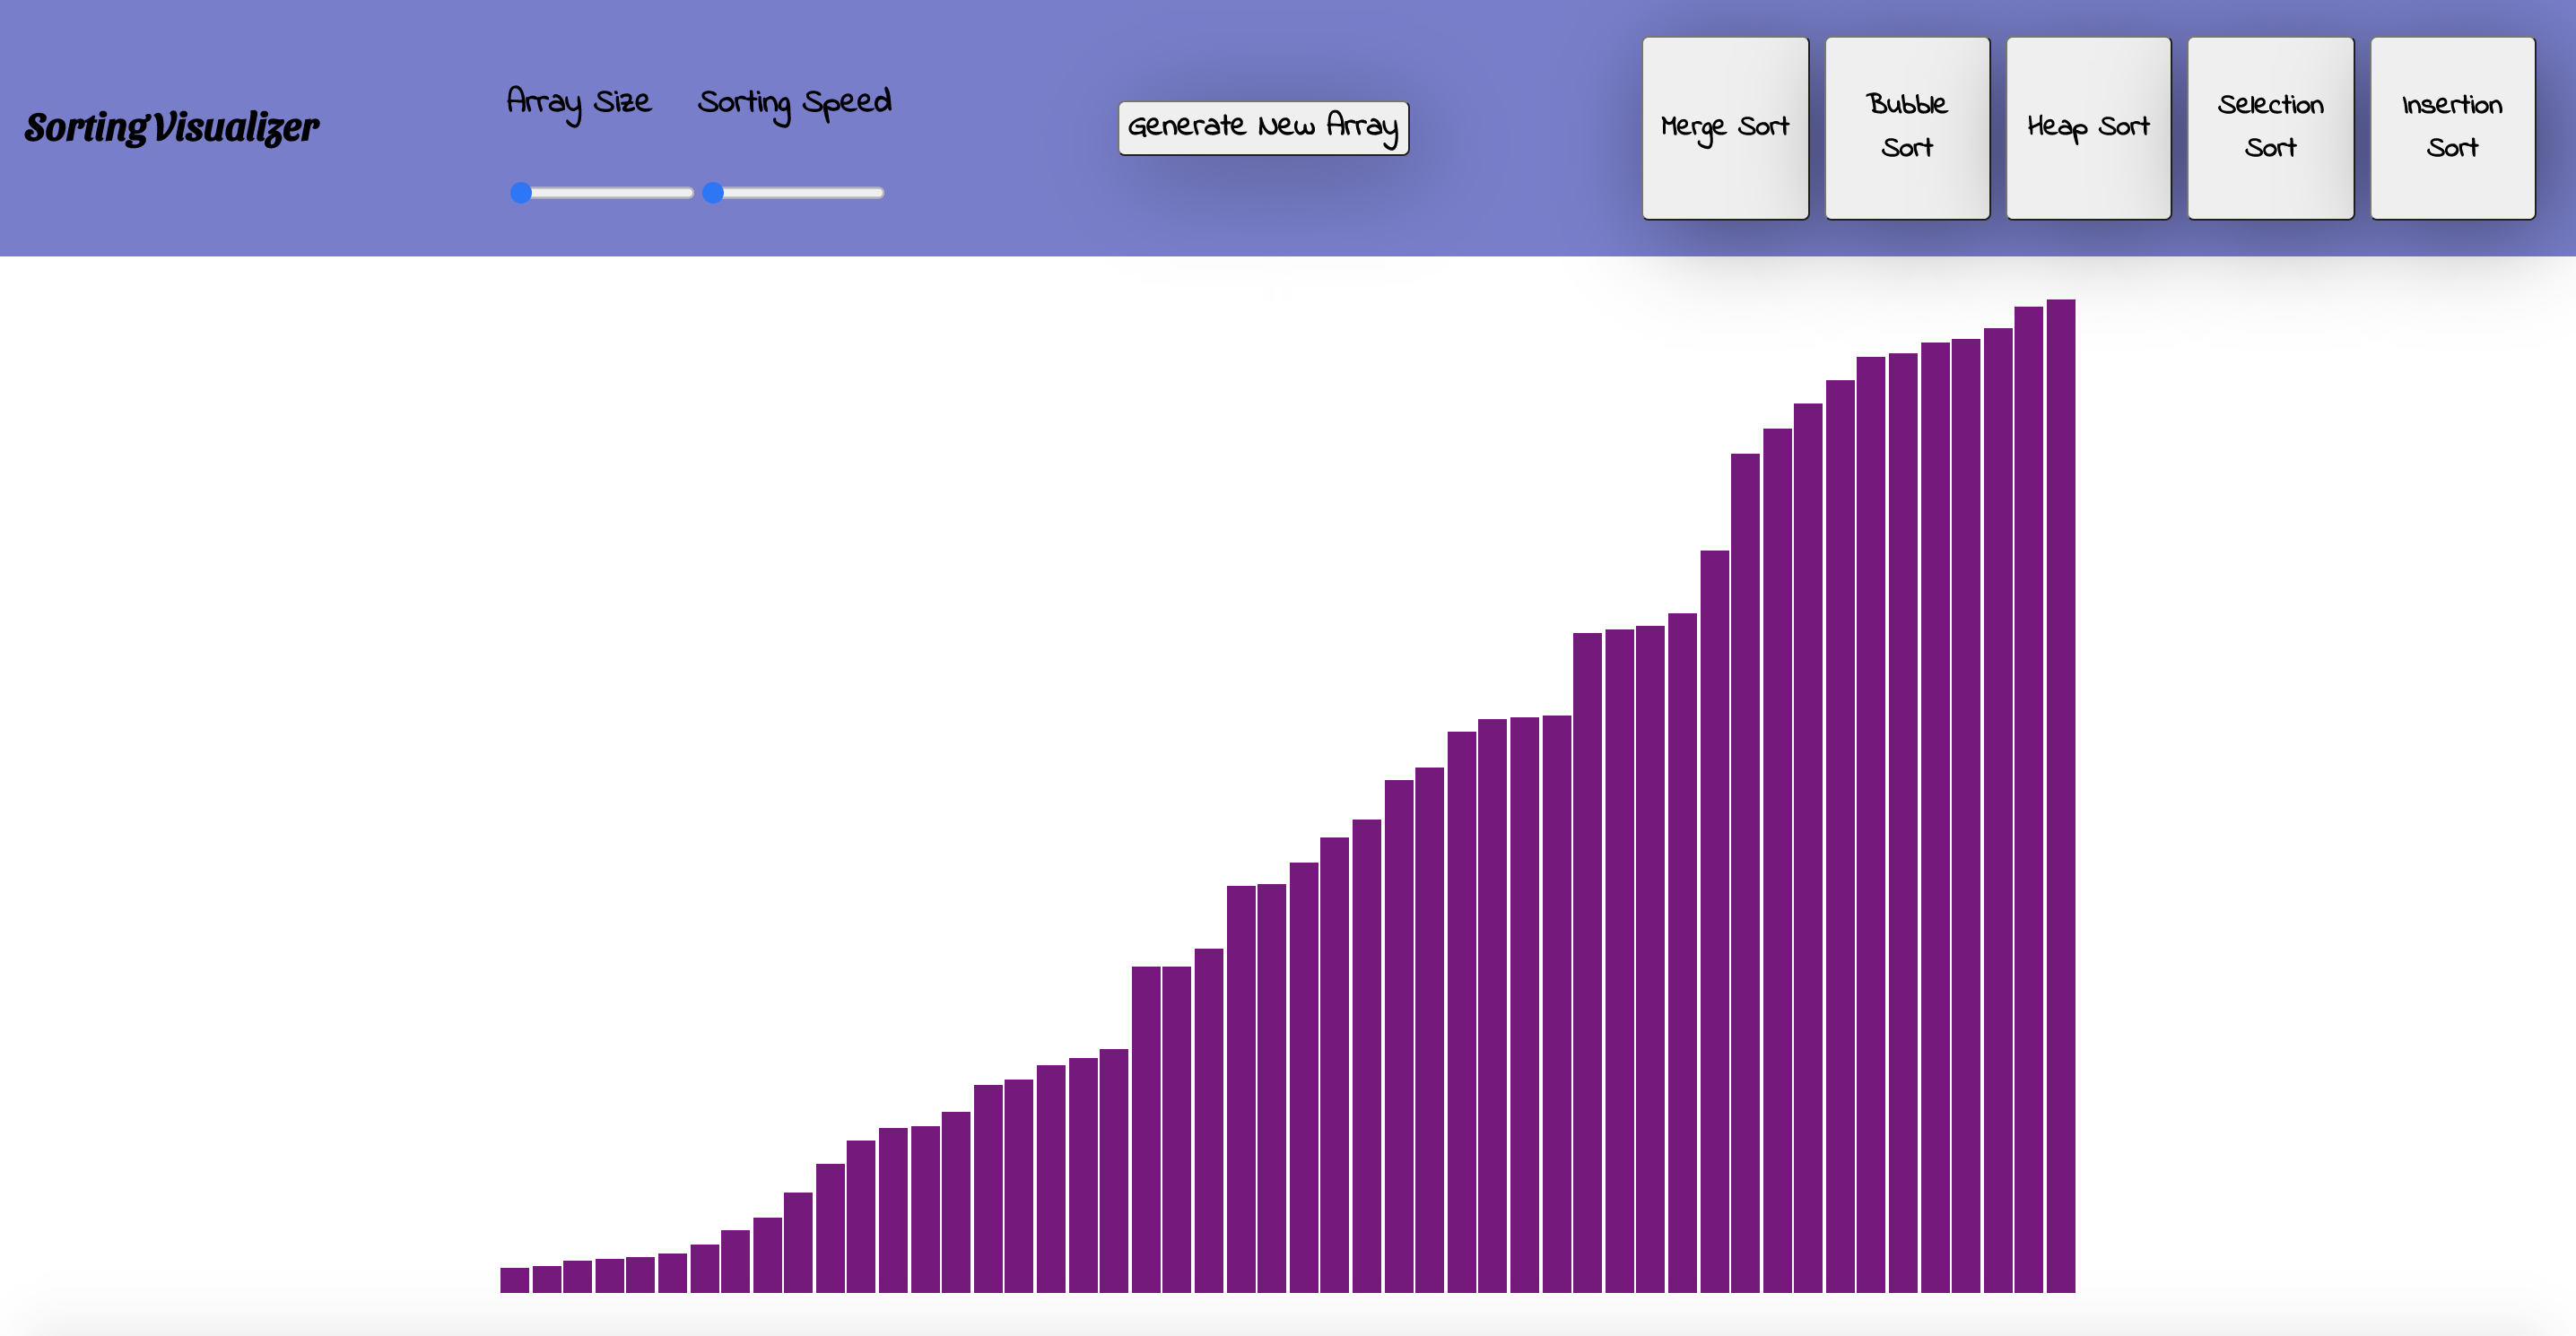 Sorting Visualizer
Array Size
Sorting Speed
Generate New Array
Merge Sort
Bubble
Sort
Heap Sort
Selection
Sort
Insertion
Sort